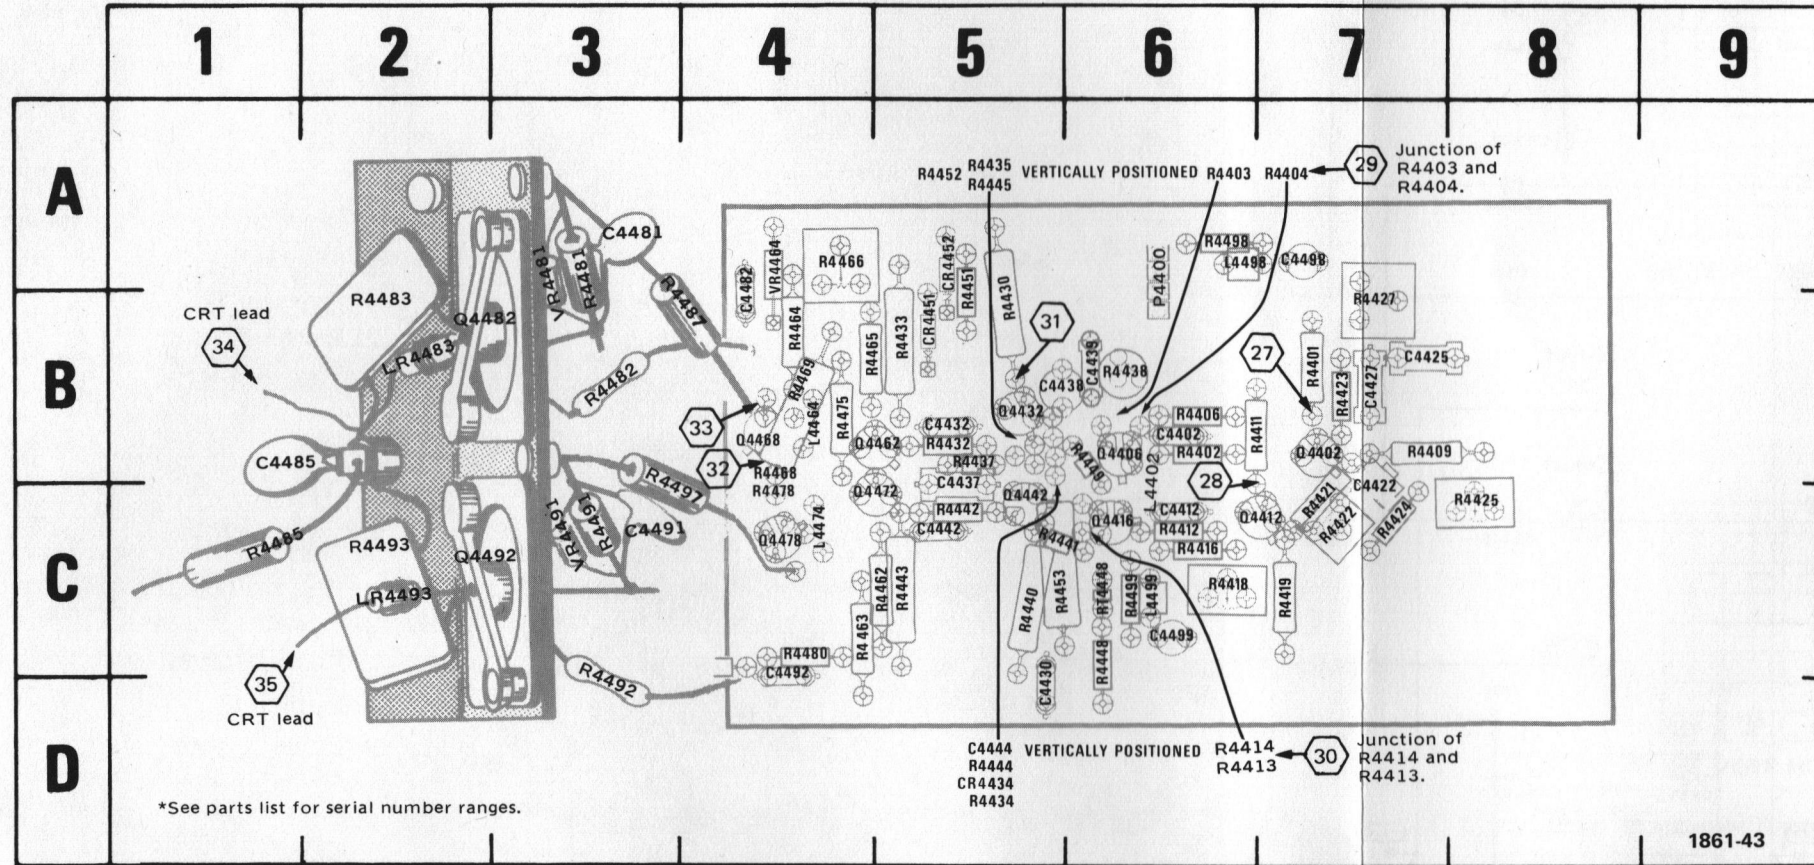 1 2 3 4 5 6 7 8 9
A
B
C
D
R4452
R4435
R4445
VERTICALLY POSITIONED
R4403
R4404
29
Junction of
R4403 and
R4404.
C4481
VR4481
R4481
R4483
Q4482
R4487
CRT lead
34
LR4483
R4482
C4482
VR4464
R4466
R4464
R4465
R4433
CR4452
R4451
CR4451
R4430
31
P4400
R4498
L4498
C4498
R4427
27
R4401
R4423
C4427
C4425
R4469
L4464
R4475
33
Q4468
32
R4468
R4478
Q4462
C4432
R4432
R4437
C4437
Q4432
C4438
C4439
R4438
R4449
Q4406
L4402
R4406
C4402
R4402
28
R4411
Q4402
R4409
C4422
C4485
R4497
R4485
R4493
Q4492
VR4491
R4491
C4491
LR4493
Q4478
L4474
Q4472
R4442
C4442
Q4442
R4441
Q4416
C4412
R4412
R4416
Q4412
R4421
R4422
R4424
R4425
R4462
R4443
R4463
R4440
R4453
RT4448
R4499
L4499
R4418
R4419
C4499
R4448
R4480
C4492
C4430
R4492
35
CRT lead
C4444
R4444
CR4434
R4434
VERTICALLY POSITIONED
R4414
R4413
30
Junction of
R4414 and
R4413.
*See parts list for serial number ranges.
1861-43